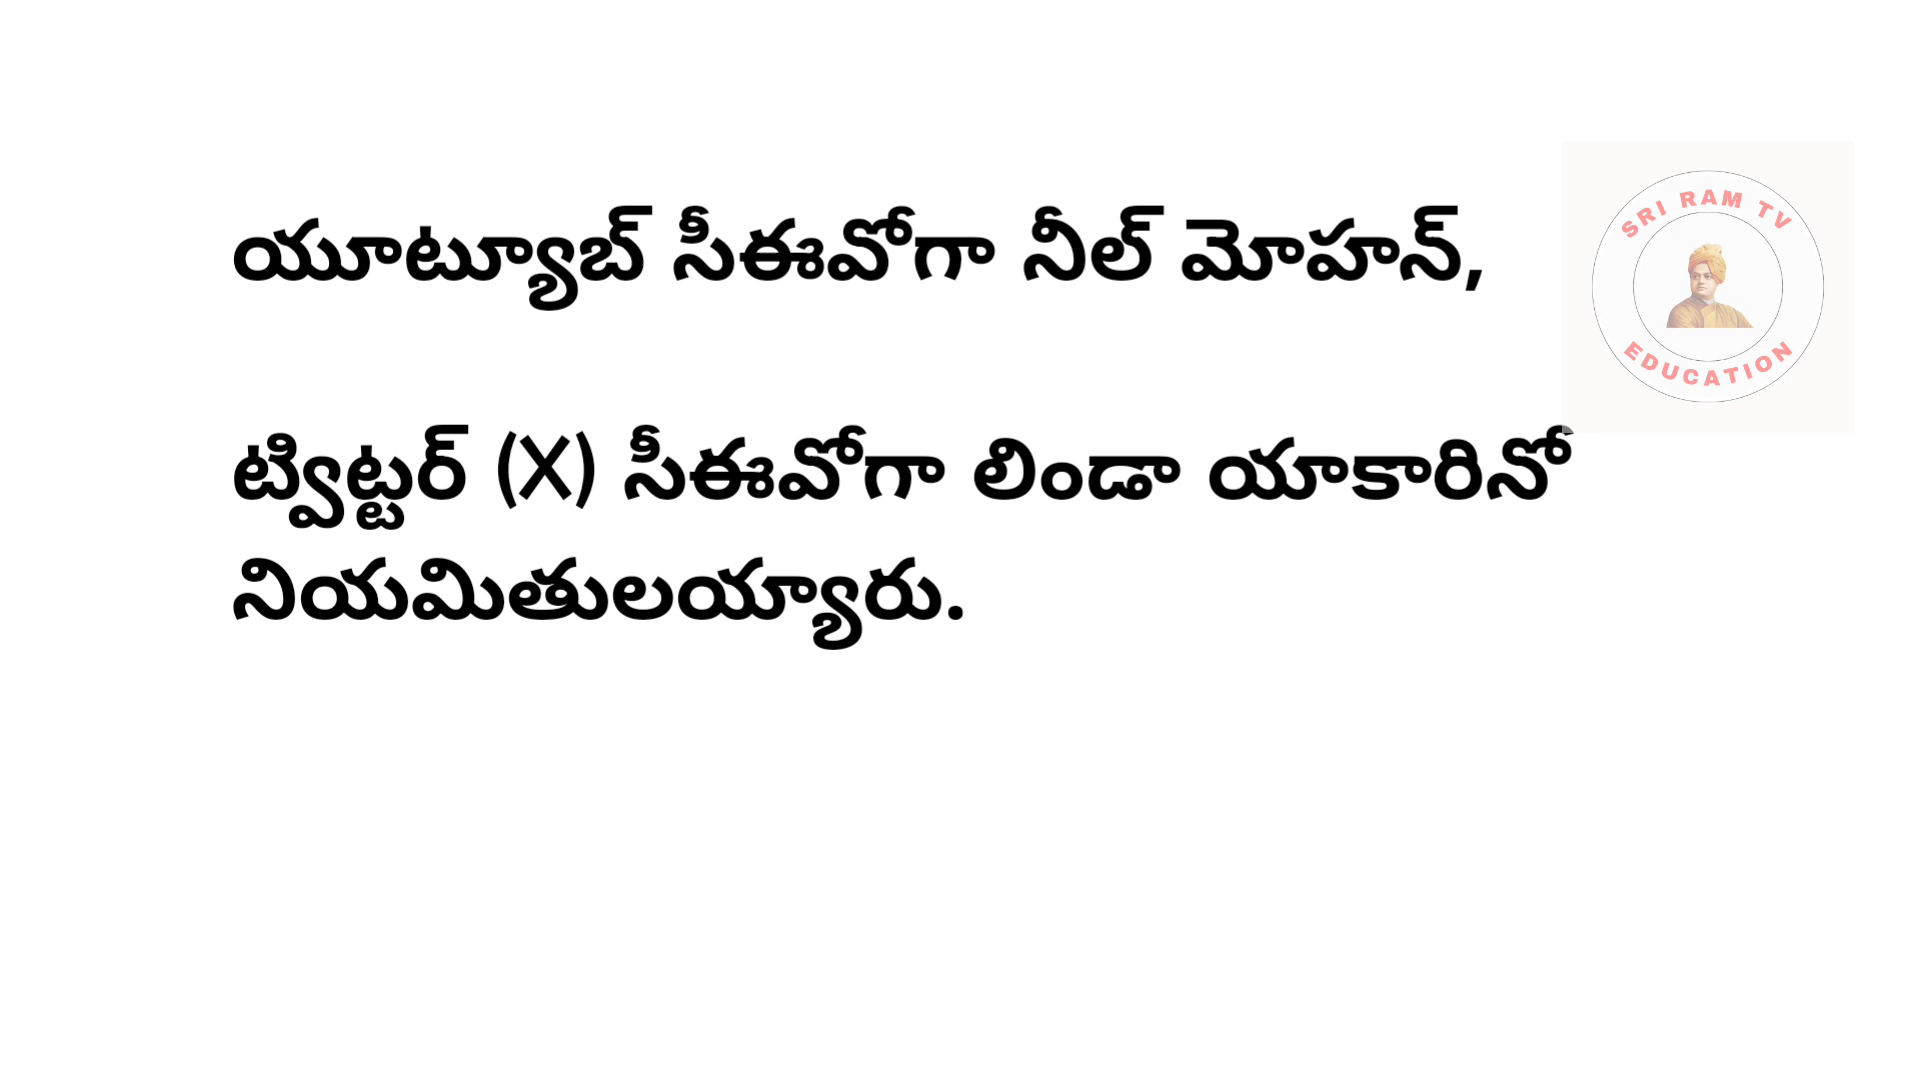 యూట్యూబ్ సీఈవోగా నీల్ మోహన్,
ట్విట్టర్ (X) సీఈవోగా లిండా యాకారినో
నియమితులయ్యారు.
SRI RAM TV
EDUCATION